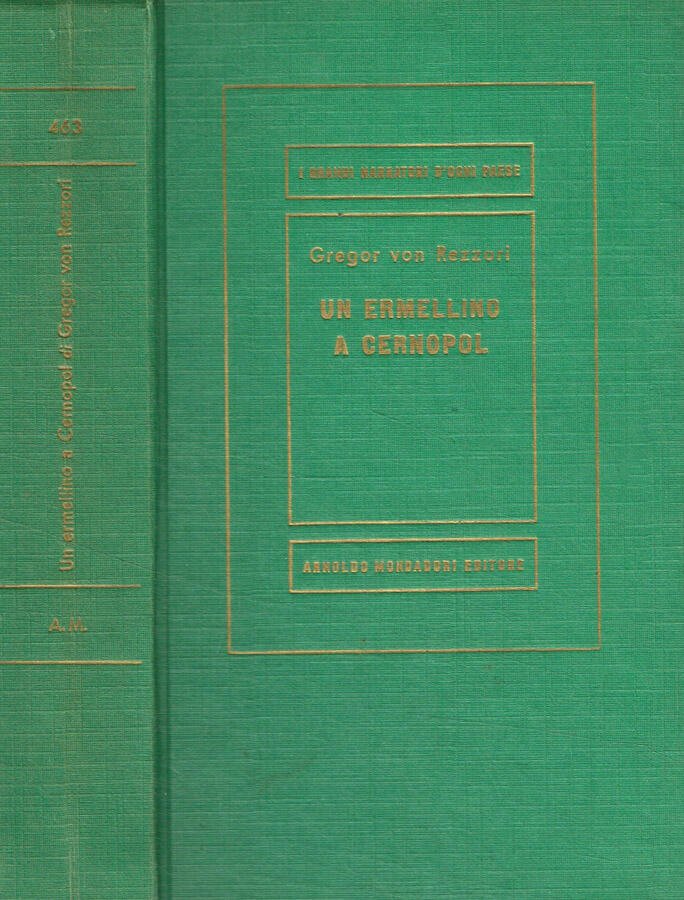 463
Un ermellino a Cernopol di Gregor von Rezzori
A.M.
I GRANDI NARRATORI D'OGNI PAESE
Gregor von Rezzori
UN ERMELLINO
A CERNOPOL
ARNOLDO MONDADORI EDITORE